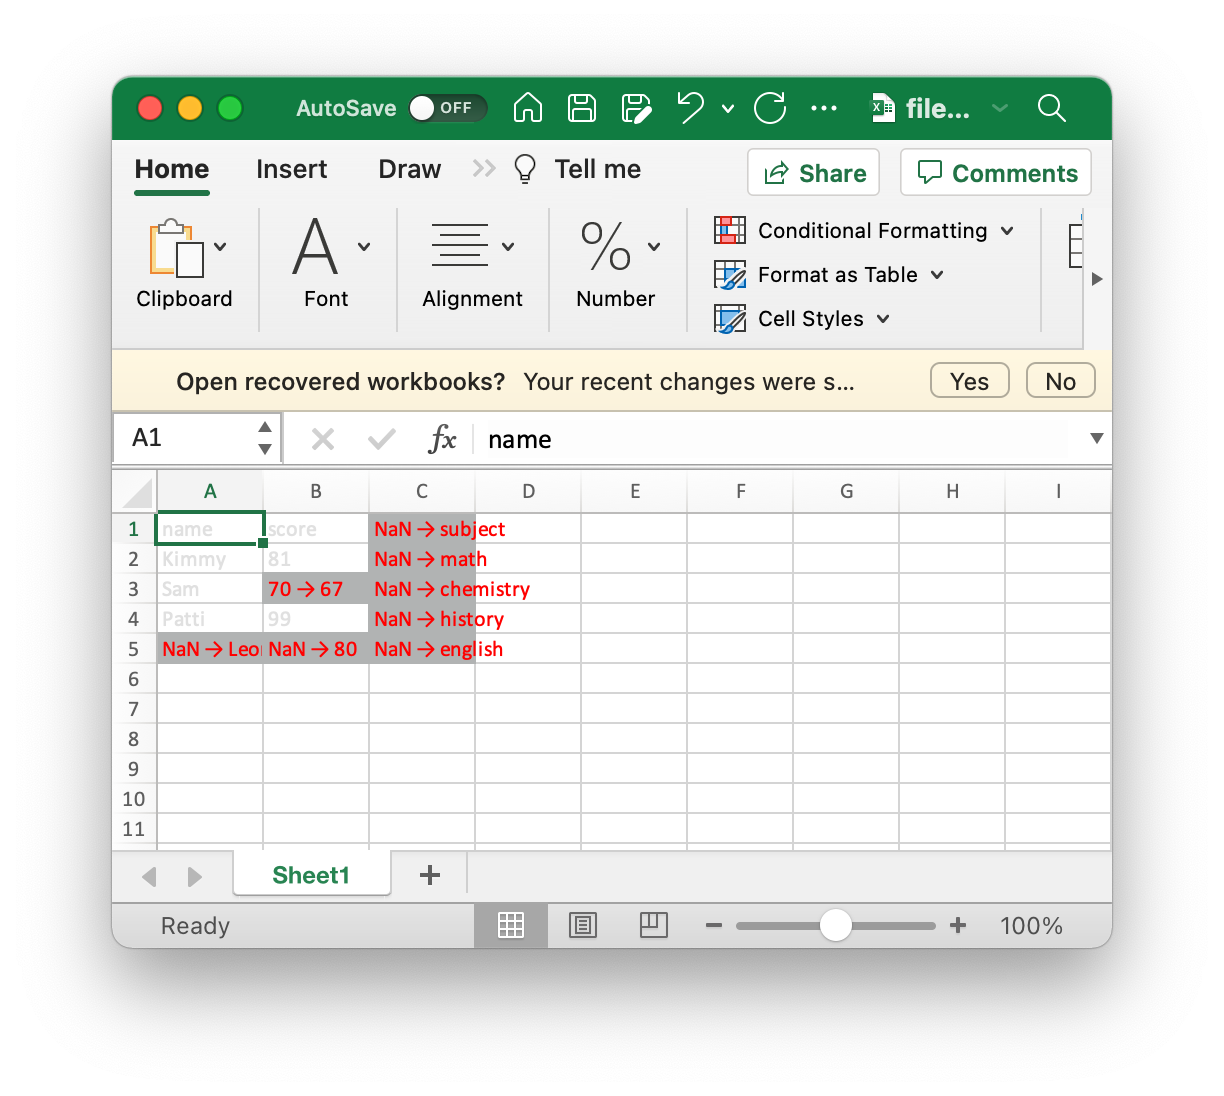 AutoSave OFF file...
Home Insert Draw Tell me Share Comments
Conditional Formatting
Format as Table
Cell Styles
Clipboard Font Alignment Number
Open recovered workbooks? Your recent changes were s... Yes No
A1 fx name
A B C D E F G H I
1 name score NaN → subject
2 Kimmy 81 NaN → math
3 Sam 70 → 67 NaN → chemistry
4 Patti 99 NaN → history
5 NaN → Leo NaN → 80 NaN → english
6
7
8
9
10
11
Sheet1
Ready 100%